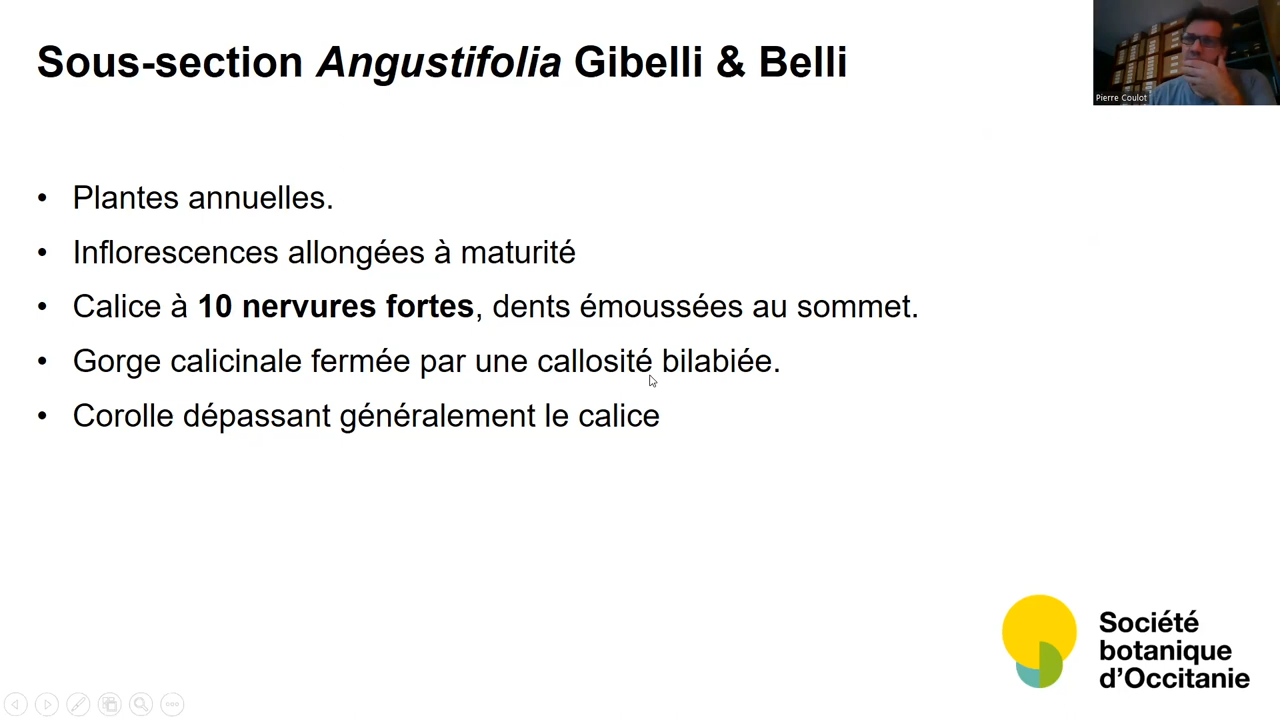 Sous-section Angustifolia Gibelli & Belli
Pierre Coulot
• Plantes annuelles.
• Inflorescences allongées à maturité
• Calice à 10 nervures fortes, dents émoussées au sommet.
• Gorge calicinale fermée par une callosité bilabiée.
• Corolle dépassant généralement le calice
Société
botanique
d'Occitanie